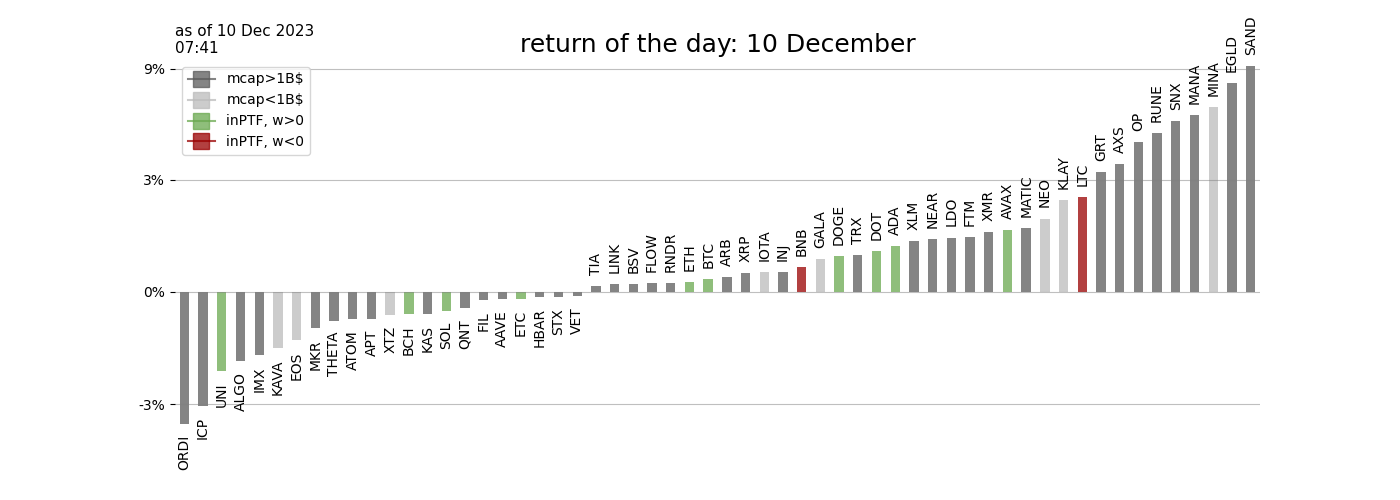 as of 10 Dec 2023
07:41
return of the day: 10 December
9%
3%
0%
-3%
mcap>1B$
mcap<1B$
inPTF, w>0
inPTF, w<0
ORDI
ICP
UNI
ALGO
IMX
KAVA
EOS
MKR
THETA
ATOM
APT
XTZ
BCH
KAS
SOL
QNT
FIL
AAVE
ETC
HBAR
STX
VET
TIA
LINK
BSV
FLOW
RNDR
ETH
BTC
ARB
XRP
IOTA
INJ
BNB
GALA
DOGE
TRX
DOT
ADA
XLM
NEAR
LDO
FTM
XMR
AVAX
MATIC
NEO
KLAY
LTC
GRT
AXS
OP
RUNE
SNX
MANA
MINA
EGLD
SAND